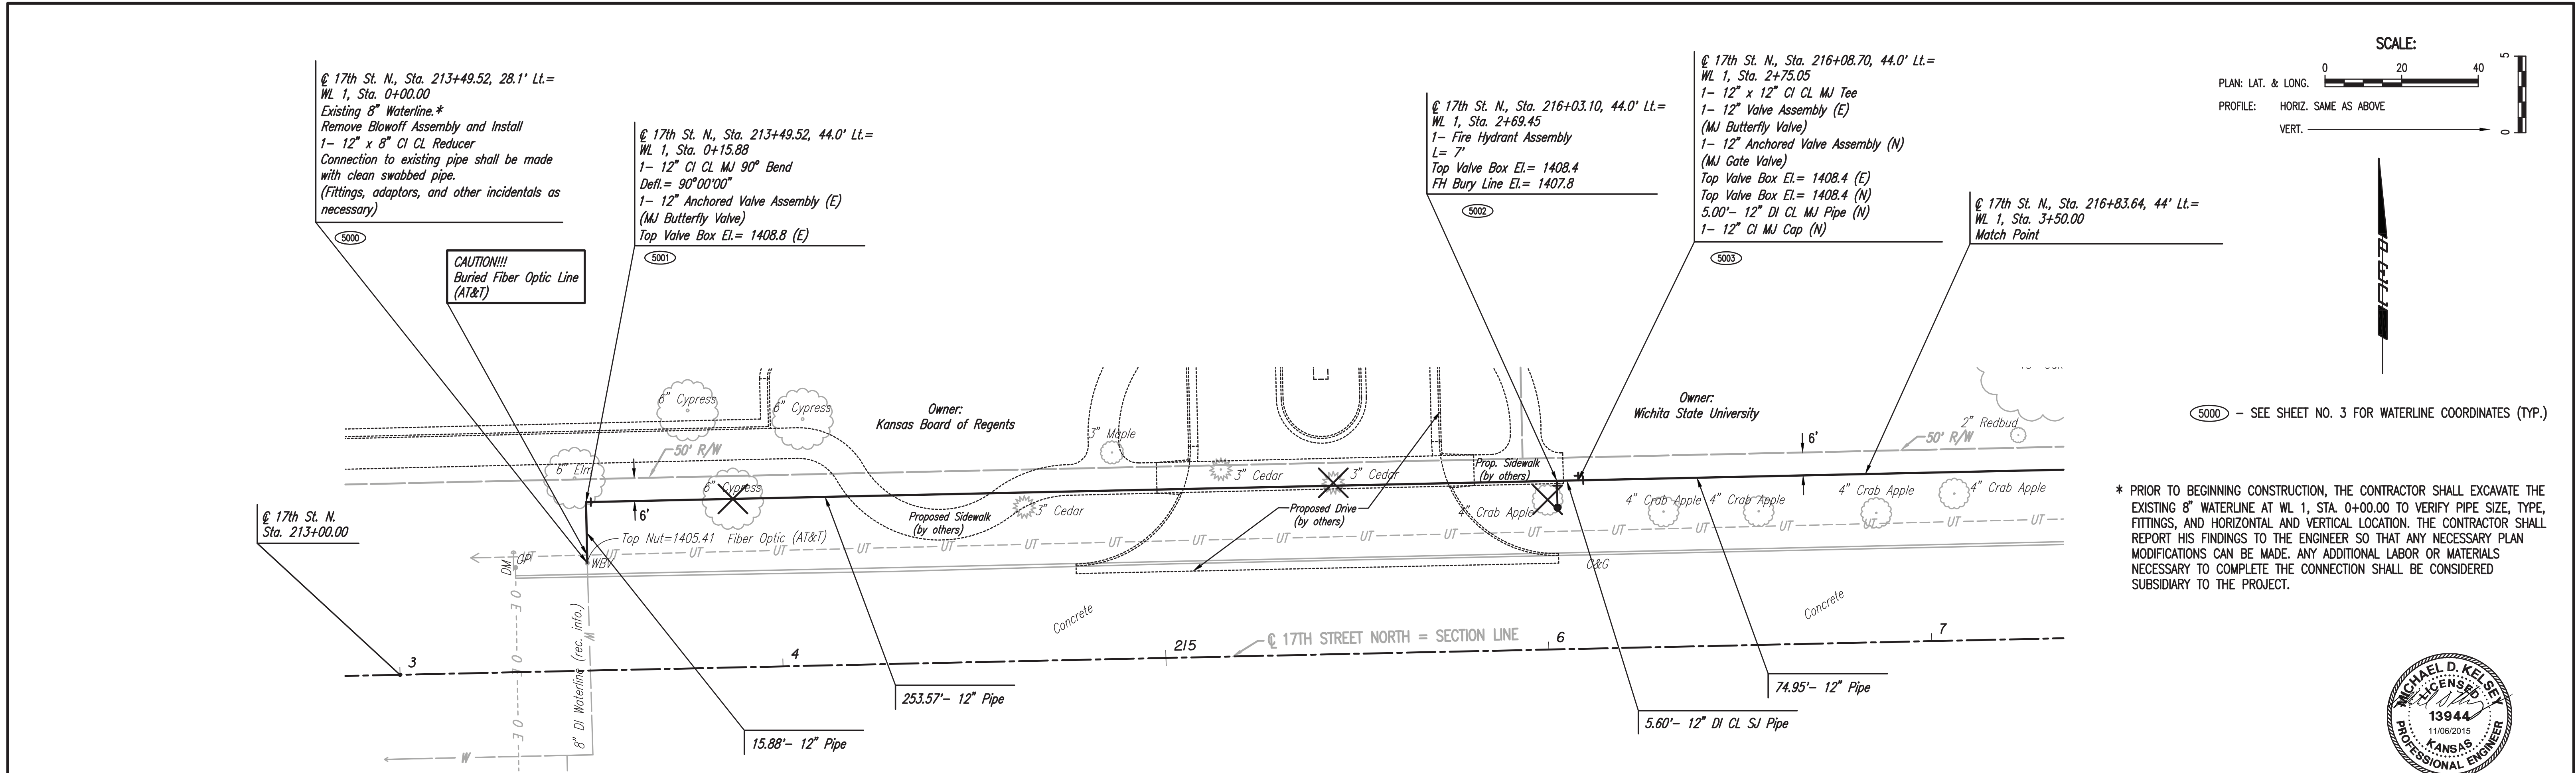 ℄ 17th St. N., Sta. 213+49.52, 28.1' Lt.=
WL 1, Sta. 0+00.00
Existing 8" Waterline.*
Remove Blowoff Assembly and Install
1- 12" x 8" CI CL Reducer
Connection to existing pipe shall be made
with clean swabbed pipe.
(Fittings, adaptors, and other incidentals as
necessary)
5000
CAUTION!!!
Buried Fiber Optic Line
(AT&T)
℄ 17th St. N., Sta. 213+49.52, 44.0' Lt.=
WL 1, Sta. 0+15.88
1- 12" CI CL MJ 90° Bend
Defl.= 90°00'00"
1- 12" Anchored Valve Assembly (E)
(MJ Butterfly Valve)
Top Valve Box El.= 1408.8 (E)
5001
℄ 17th St. N., Sta. 216+03.10, 44.0' Lt.=
WL 1, Sta. 2+69.45
1- Fire Hydrant Assembly
L= 7'
Top Valve Box El.= 1408.4
FH Bury Line El.= 1407.8
5002
℄ 17th St. N., Sta. 216+08.70, 44.0' Lt.=
WL 1, Sta. 2+75.05
1- 12" x 12" CI CL MJ Tee
1- 12" Valve Assembly (E)
(MJ Butterfly Valve)
1- 12" Anchored Valve Assembly (N)
(MJ Gate Valve)
Top Valve Box El.= 1408.4 (E)
Top Valve Box El.= 1408.4 (N)
5.00'- 12" DI CL MJ Pipe (N)
1- 12" CI MJ Cap (N)
5003
℄ 17th St. N., Sta. 216+83.64, 44' Lt.=
WL 1, Sta. 3+50.00
Match Point
SCALE:
0 20 40
PLAN: LAT. & LONG.
PROFILE: HORIZ. SAME AS ABOVE
VERT.
5
0
5000 – SEE SHEET NO. 3 FOR WATERLINE COORDINATES (TYP.)
* PRIOR TO BEGINNING CONSTRUCTION, THE CONTRACTOR SHALL EXCAVATE THE
EXISTING 8" WATERLINE AT WL 1, STA. 0+00.00 TO VERIFY PIPE SIZE, TYPE,
FITTINGS, AND HORIZONTAL AND VERTICAL LOCATION. THE CONTRACTOR SHALL
REPORT HIS FINDINGS TO THE ENGINEER SO THAT ANY NECESSARY PLAN
MODIFICATIONS CAN BE MADE. ANY ADDITIONAL LABOR OR MATERIALS
NECESSARY TO COMPLETE THE CONNECTION SHALL BE CONSIDERED
SUBSIDIARY TO THE PROJECT.
6" Cypress
6" Cypress
Owner:
Kansas Board of Regents
3" Maple
Owner:
Wichita State University
2" Redbud
50' R/W
50' R/W
6'
6" Elm
6" Cypress
6'
3" Cedar
3" Cedar
3" Cedar
Prop. Sidewalk
(by others)
4" Crab Apple
4" Crab Apple
4" Crab Apple
4" Crab Apple
4" Crab Apple
Proposed Sidewalk
(by others)
Proposed Drive
(by others)
℄ 17th St. N.
Sta. 213+00.00
Top Nut=1405.41
Fiber Optic (AT&T)
UT UT UT UT UT UT UT UT UT UT UT UT UT UT UT UT UT
DM
GP
WBV
C&G
Concrete
Concrete
8" DI Waterline (rec. info.)
W
W
O E O E O E
℄ 17TH STREET NORTH = SECTION LINE
3
4
215
6
7
253.57'- 12" Pipe
15.88'- 12" Pipe
74.95'- 12" Pipe
5.60'- 12" DI CL SJ Pipe
MICHAEL D. KELSEY
LICENSED
13944
11/06/2015
KANSAS
PROFESSIONAL ENGINEER